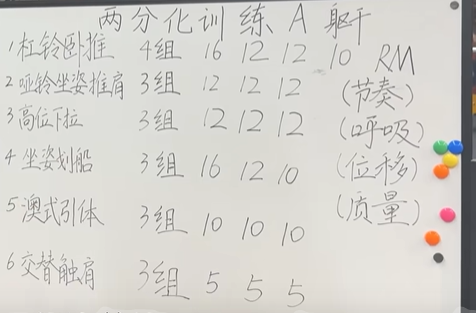 两分化训练A 躯干
1 杠铃卧推 4组 16 12 12 10 RM
2 哑铃坐姿推肩 3组 12 12 12 (节奏)
3 高位下拉 3组 12 12 12 (呼吸)
4 坐姿划船 3组 16 12 10 (位移)
5 澳式引体 3组 10 10 10 (质量)
6 交替触肩 3组 5 5 5